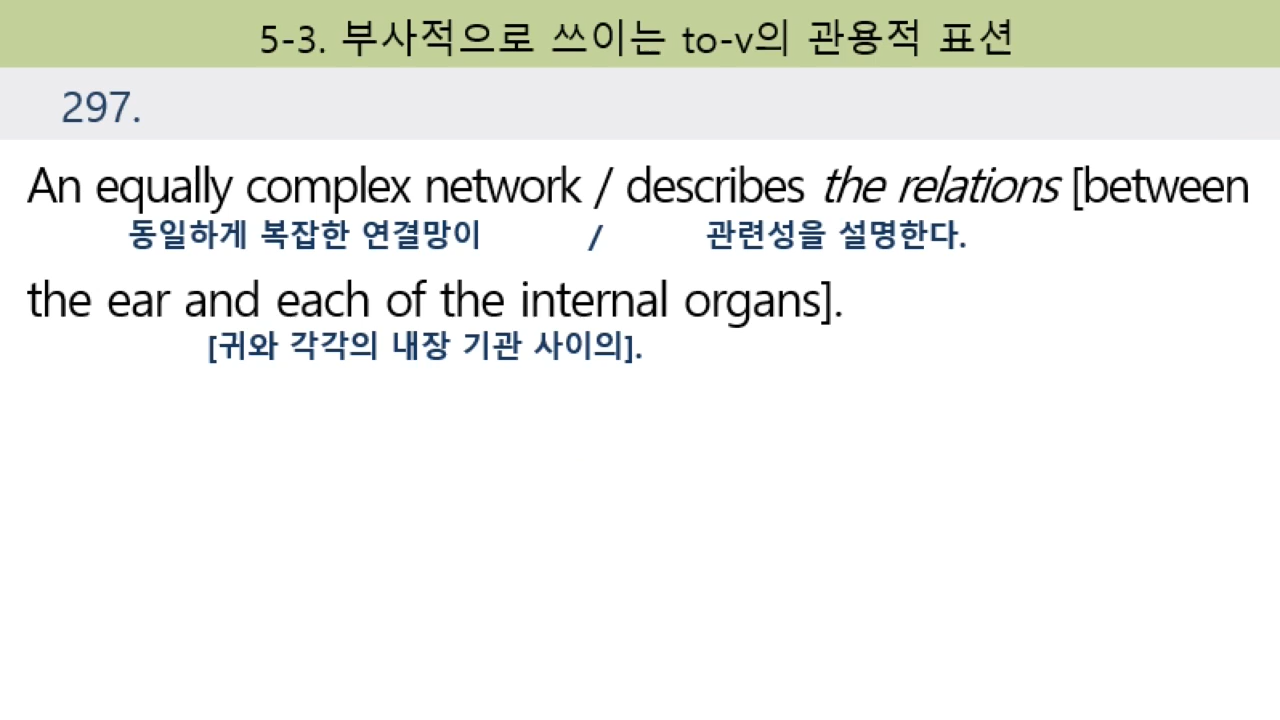 5-3. 부사적으로 쓰이는 to-v의 관용적 표션
297.
An equally complex network / describes the relations [between
동일하게 복잡한 연결망이 / 관련성을 설명한다.
the ear and each of the internal organs].
[귀와 각각의 내장 기관 사이의].